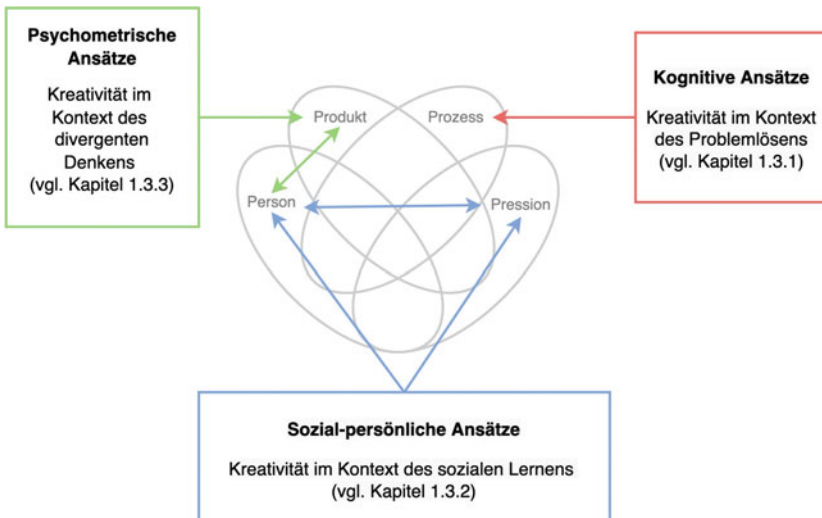 Psychometrische
Ansätze
Kreativität im
Kontext des
divergenten
Denkens
(vgl. Kapitel 1.3.3)
Produkt
Prozess
Person
Pression
Kognitive Ansätze
Kreativität im Kontext
des Problemlösens
(vgl. Kapitel 1.3.1)
Sozial-persönliche Ansätze
Kreativität im Kontext des sozialen Lernens
(vgl. Kapitel 1.3.2)